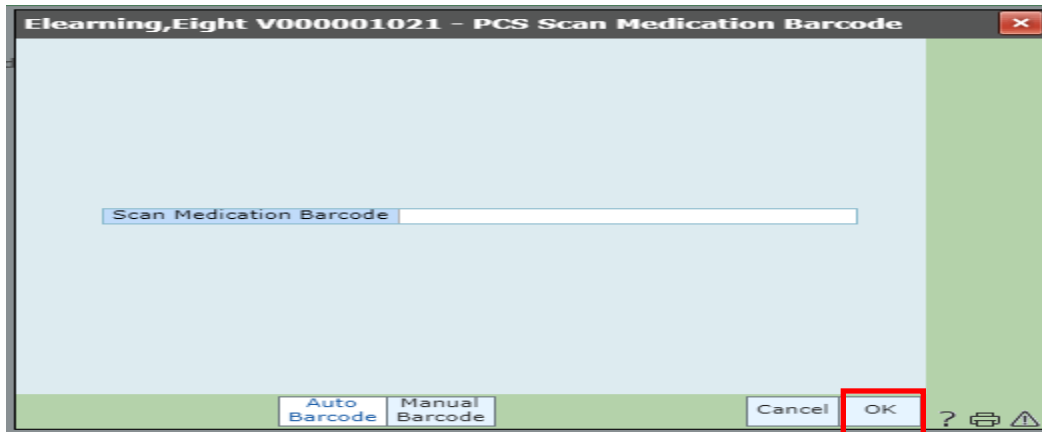 Elearning,Eight V000001021 - PCS Scan Medication Barcode
Scan Medication Barcode
Auto Barcode
Manual Barcode
Cancel
OK
?